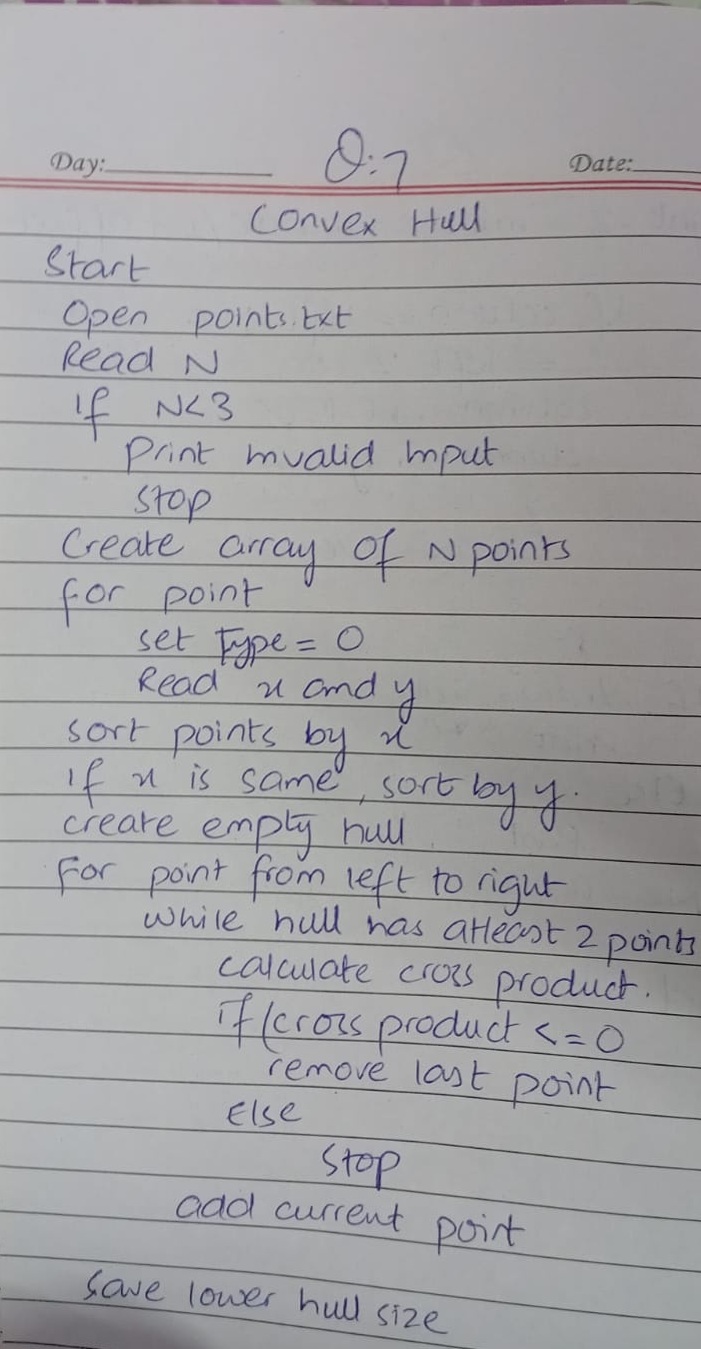 Day: Q:7 Date:
Convex Hull
Start
Open points.txt
Read N
If N<3
Print invalid input
Stop
Create array of N points
for point
set Type = 0
Read x and y
sort points by x
If x is same, sort by y.
create empty hull
For point from left to right
while hull has atleast 2 points
calculate cross product.
if (cross product <= 0
remove last point
Else
Stop
add current point
Save lower hull size